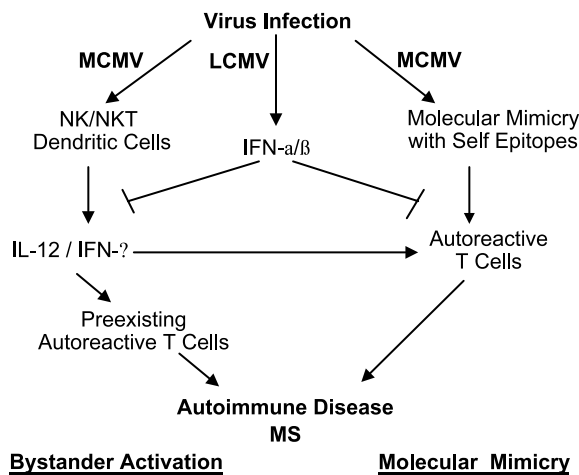 Virus Infection
MCMV
LCMV
MCMV
NK/NKT
Dendritic Cells
IFN-a/ß
Molecular Mimicry
with Self Epitopes
IL-12 / IFN-?
Autoreactive
T Cells
Preexisting
Autoreactive T Cells
Autoimmune Disease
MS
Bystander Activation
Molecular Mimicry